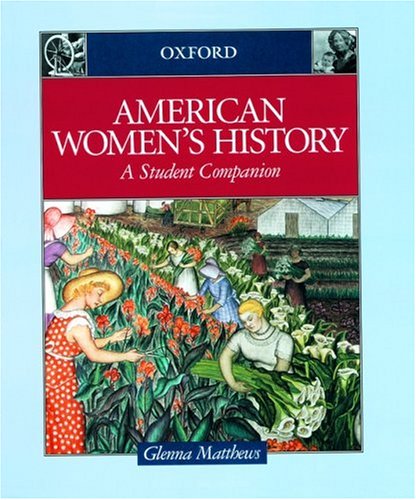 OXFORD
AMERICAN
WOMEN'S HISTORY
A Student Companion
Glenna Matthews